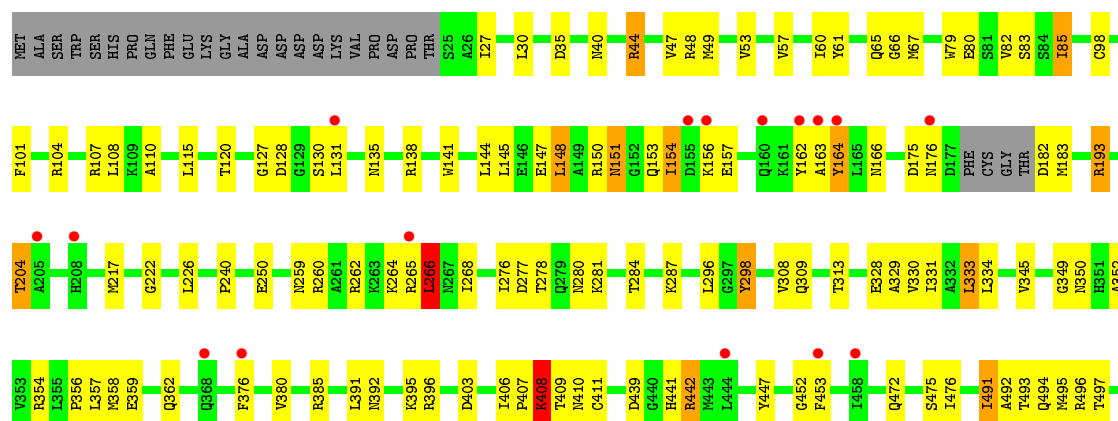 MET ALA SER TRP SER HIS PRO GLN PHE GLU LYS GLY ALA ASP ASP ASP ASP LYS VAL PRO ASP PRO THR S25 A26 I27 L30 D35 N40 R44 V47 R48 M49 V53 V57 I60 Y61 Q65 G66 M67 W79 E80 S81 V82 S83 S84 I85 C98
F101 R104 R107 L108 K109 A110 L115 T120 G127 D128 G129 S130 L131 N135 R138 W141 L144 L145 E146 E147 L148 A149 R150 N151 G152 Q153 I154 D155 K156 E157 Q160 K161 Y162 A163 Y164 L165 N166 D175 N176 D177 PHE CYS GLY THR D182 M183 R193
T204 A205 H208 M217 G222 L226 P240 E250 N259 R260 A261 R262 K263 K264 R265 L266 N267 I268 I276 D277 T278 Q279 N280 K281 T284 K287 L296 G297 Y298 V308 Q309 T313 E328 A329 V330 I331 A332 L333 L334 V345 G349 N350 H351 A352
V353 R354 L355 P356 L357 M358 E359 Q362 Q368 F376 V380 R385 L391 N392 K395 R396 D403 I406 P407 K408 T409 N410 C411 D439 G440 H441 R442 M443 L444 Y447 G452 F453 I458 Q472 S475 I476 I491 A492 T493 Q494 M495 R496 T497